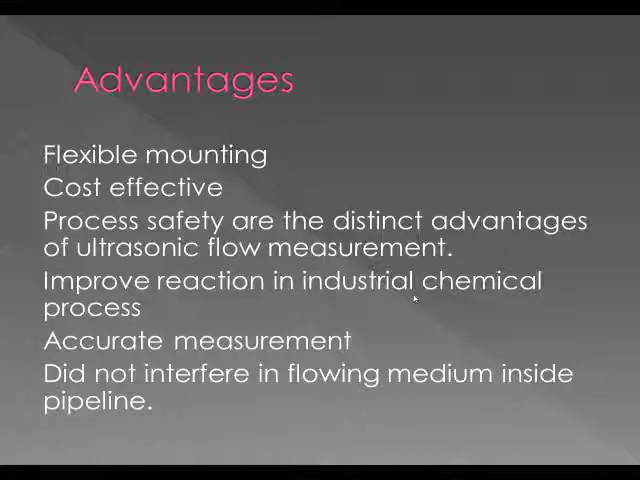 Advantages
Flexible mounting
Cost effective
Process safety are the distinct advantages
of ultrasonic flow measurement.
Improve reaction in industrial chemical
process
Accurate measurement
Did not interfere in flowing medium inside
pipeline.